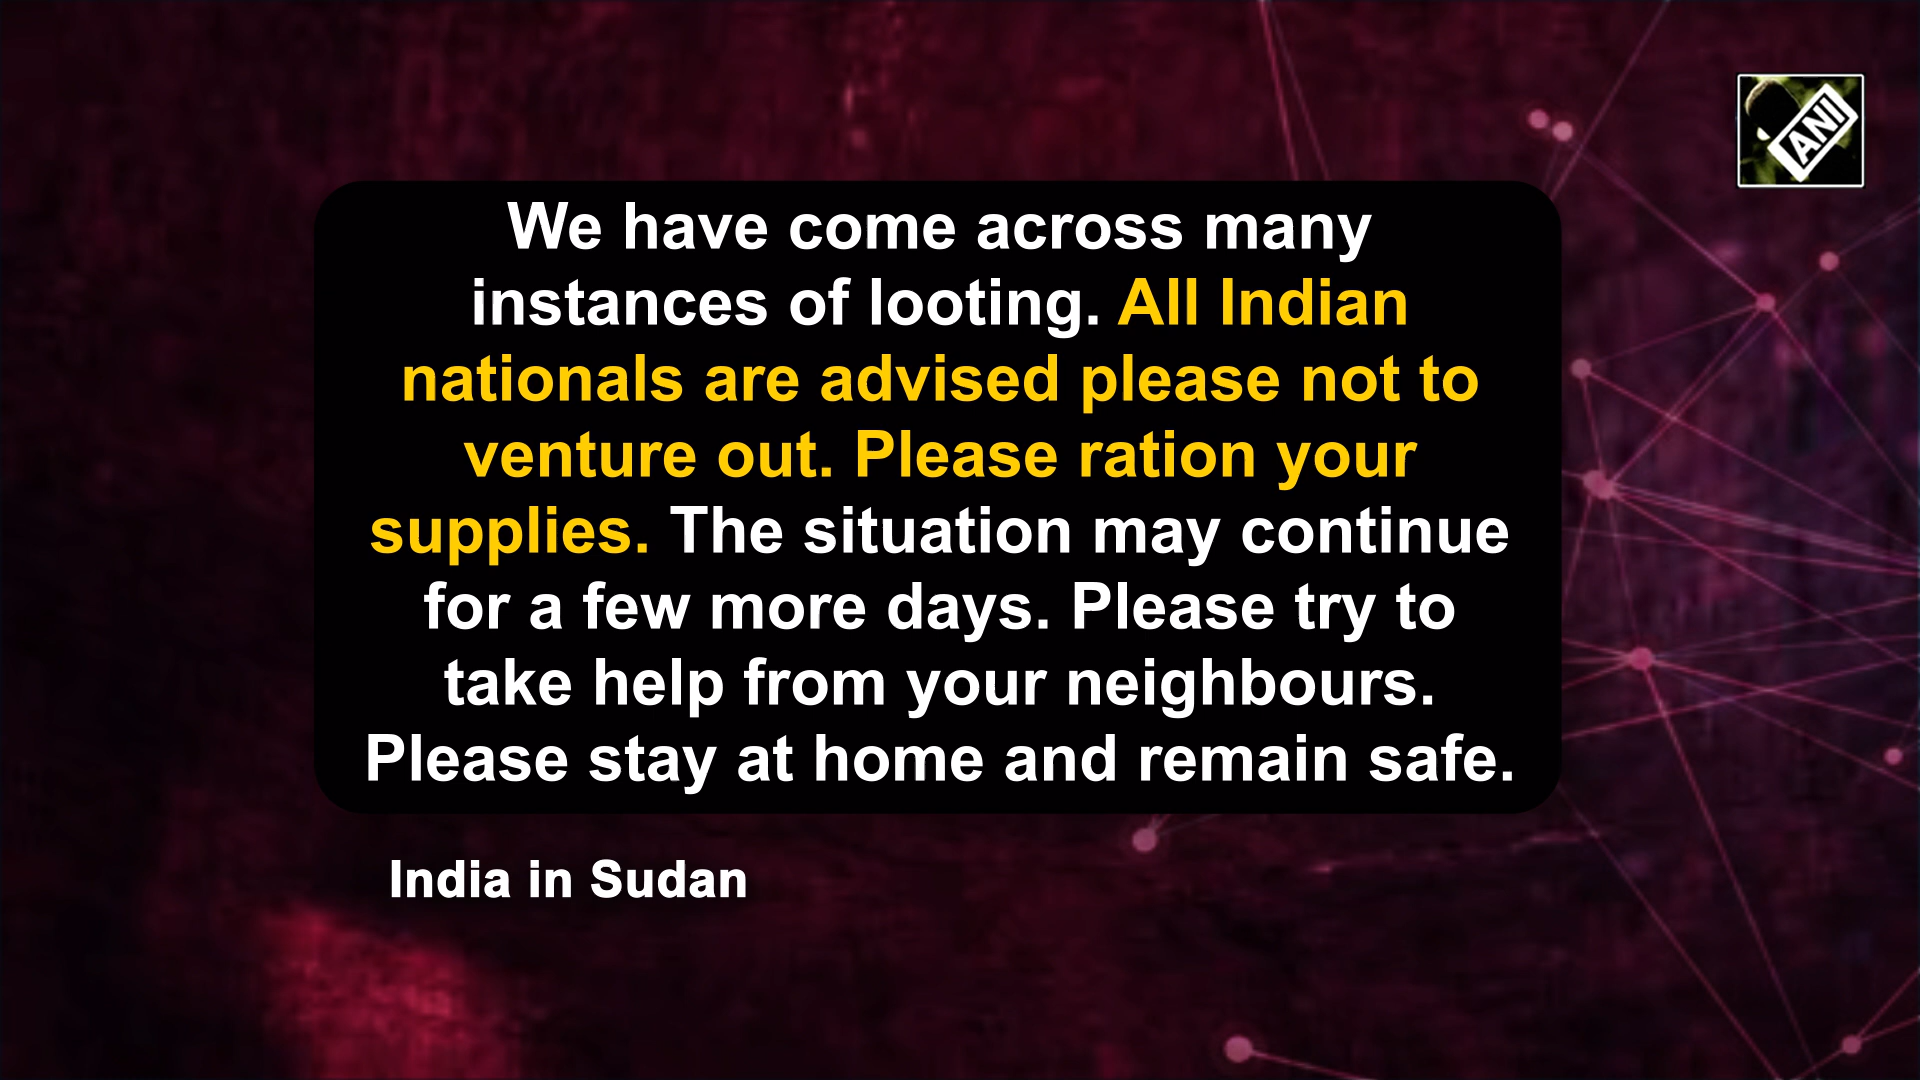 ANI
We have come across many
instances of looting. All Indian
nationals are advised please not to
venture out. Please ration your
supplies. The situation may continue
for a few more days. Please try to
take help from your neighbours.
Please stay at home and remain safe.
India in Sudan